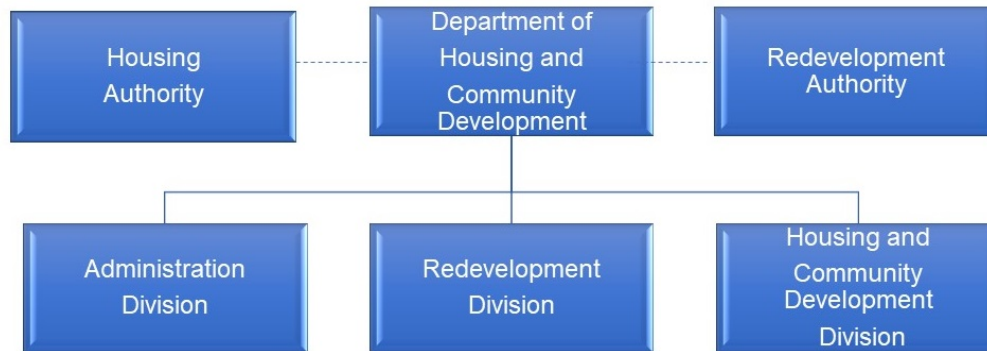 Housing
Authority
Department of
Housing and
Community
Development
Redevelopment
Authority
Administration
Division
Redevelopment
Division
Housing and
Community
Development
Division